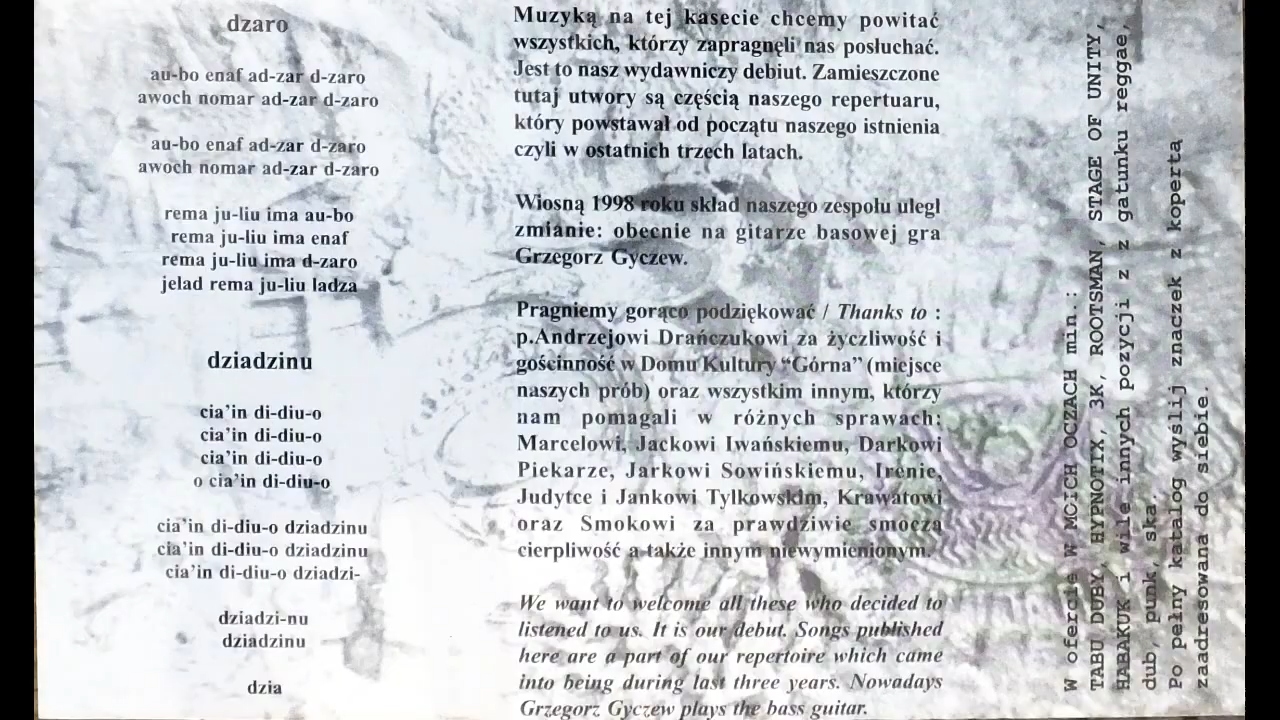 dzaro
au-bo enaf ad-zar d-zaro
awoch nomar ad-zar d-zaro
au-bo enaf ad-zar d-zaro
awoch nomar ad-zar d-zaro
rema ju-liu ima au-bo
rema ju-liu ima enaf
rema ju-liu ima d-zaro
jelad rema ju-liu ladza
dziadzinu
cia'in di-diu-o
cia'in di-diu-o
cia'in di-diu-o
o cia'in di-diu-o
cia'in di-diu-o dziadzinu
cia'in di-diu-o dziadzinu
cia'in di-diu-o dziadzi-
dziadzi-nu
dziadzinu
dzia
Muzyką na tej kasecie chcemy powitać
wszystkich, którzy zapragnęli nas posłuchać.
Jest to nasz wydawniczy debiut. Zamieszczone
tutaj utwory są częścią naszego repertuaru,
który powstawał od początu naszego istnienia
czyli w ostatnich trzech latach.
Wiosną 1998 roku skład naszego zespołu uległ
zmianie: obecnie na gitarze basowej gra
Grzegorz Gyczew.
Pragniemy gorąco podziękować / Thanks to :
p.Andrzejowi Drańczukowi za życzliwość i
gościnność w Domu Kultury “Górna” (miejsce
naszych prób) oraz wszystkim innym, którzy
nam pomagali w różnych sprawach:
Marcelowi, Jackowi Iwańskiemu, Darkowi
Piekarze, Jarkowi Sowińskiemu, Irenie,
Judytce i Jankowi Tylkowskim, Krawatowi
oraz Smokowi za prawdziwie smoczą
cierpliwość a także innym niewymienionym.
We want to welcome all these who decided to
listened to us. It is our debut. Songs published
here are a part of our repertoire which came
into being during last three years. Nowadays
Grzegorz Gyczew plays the bass guitar.
W ofercie W MOICH OCZACH min.:
TABU DUBY, HYPNOTIX, 3K, ROOTSMAN, STAGE OF UNITY,
HABAKUK i wile innych pozycji z z gatunku reggae,
dub, punk, ska.
Po pełny katalog wyślij znaczek z kopertą
zaadresowana do siebie.